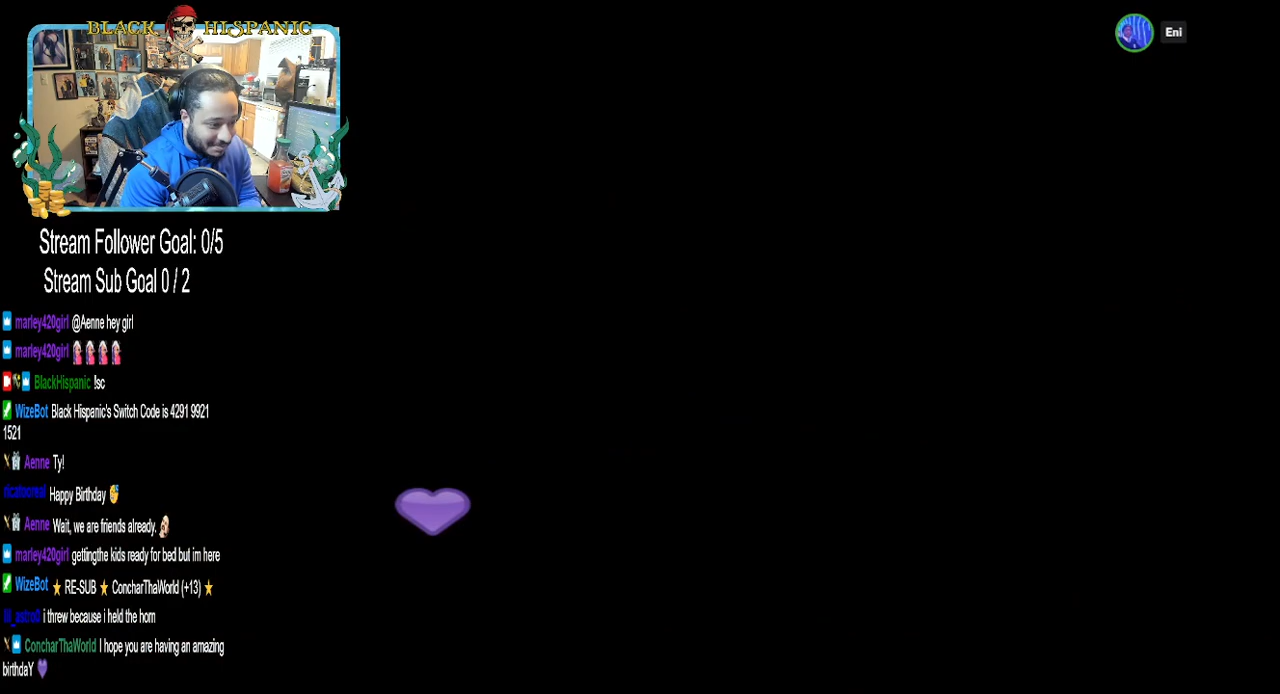 BLACK HISPANIC
Eni
Stream Follower Goal: 0/5
Stream Sub Goal 0 / 2
marley420girl @Aenne hey girl
marley420girl
BlackHispanic !sc
WizeBot Black Hispanic's Switch Code is 4291 9921
1521
Aenne Ty!
ricatocreal Happy Birthday
Aenne Wait, we are friends already.
marley420girl gettingthe kids ready for bed but im here
WizeBot ⭐ RE-SUB ⭐ ConcharThaWorld (+13) ⭐
i threw because i held the horn
ConcharThaWorld I hope you are having an amazing
birthdaY 💜